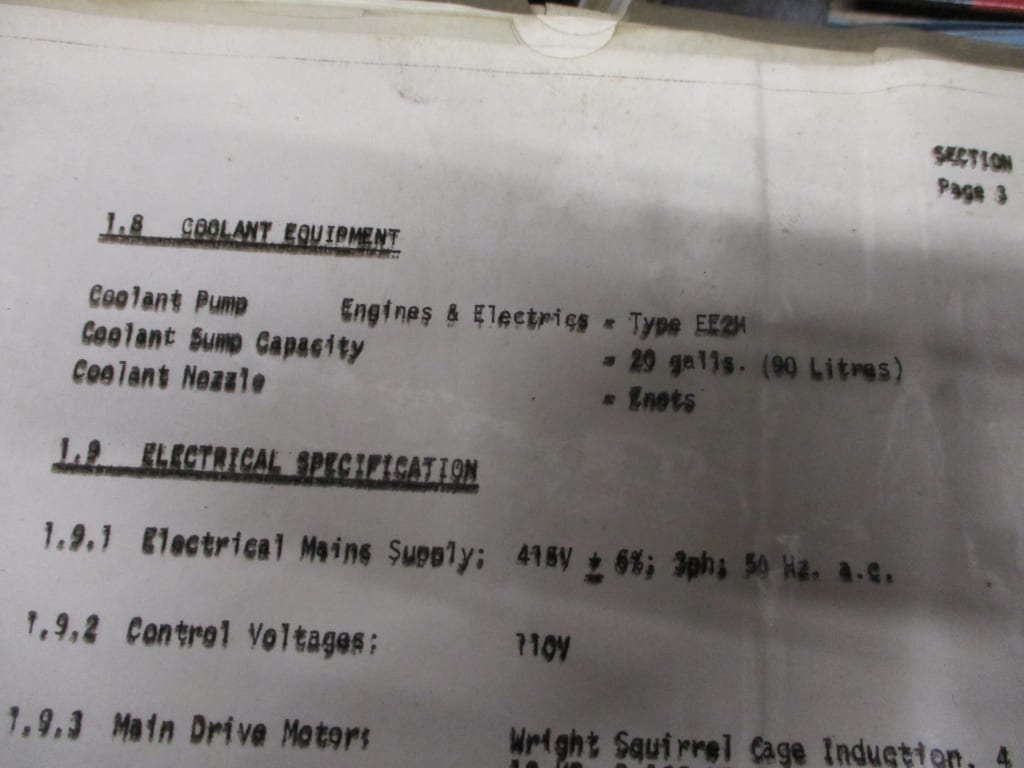 SECTION
Page 3
1.8 COOLANT EQUIPMENT
Coolant Pump Engines & Electrics = Type EE2M
Coolant Sump Capacity = 20 galls. (90 Litres)
Coolant Nozzle = Enots
1.9 ELECTRICAL SPECIFICATION
1.9.1 Electrical Mains Supply: 415V ± 6%; 3ph; 50 Hz. a.c.
1.9.2 Control Voltages: 110V
1.9.3 Main Drive Motor: Wright Squirrel Cage Induction, 4